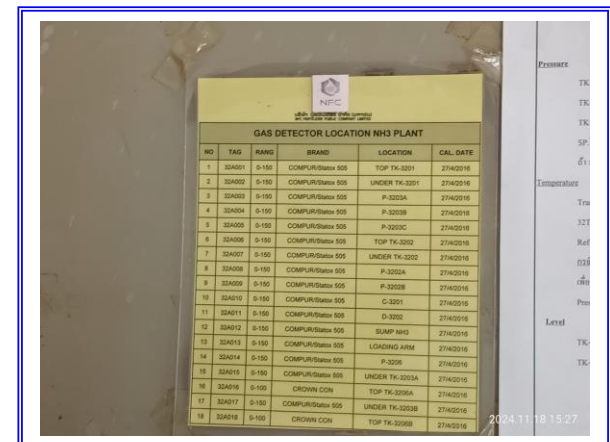 NFC
GAS DETECTOR LOCATION NH3 PLANT
NO TAG RANG BRAND LOCATION CAL. DATE
1 32A001 0-150 COMPUR/Statox 505 TOP TK-3201 27/4/2016
2 32A002 0-150 COMPUR/Statox 505 UNDER TK-3201 27/4/2016
3 32A003 0-150 COMPUR/Statox 505 P-3203A 27/4/2016
4 32A004 0-150 COMPUR/Statox 505 P-3203B 27/4/2016
5 32A005 0-150 COMPUR/Statox 505 P-3203C 27/4/2016
6 32A006 0-150 COMPUR/Statox 505 TOP TK-3202 27/4/2016
7 32A007 0-150 COMPUR/Statox 505 UNDER TK-3202 27/4/2016
8 32A008 0-150 COMPUR/Statox 505 P-3202A 27/4/2016
9 32A009 0-150 COMPUR/Statox 505 P-3202B 27/4/2016
10 32A010 0-150 COMPUR/Statox 505 C-3201 27/4/2016
11 32A011 0-150 COMPUR/Statox 505 D-3202 27/4/2016
12 32A012 0-150 COMPUR/Statox 505 SUMP NH3 27/4/2016
13 32A013 0-150 COMPUR/Statox 505 LOADING ARM 27/4/2016
14 32A014 0-150 COMPUR/Statox 505 P-3206 27/4/2016
15 32A015 0-150 COMPUR/Statox 505 UNDER TK-3203A 27/4/2016
16 32A016 0-100 CROWN CON TOP TK-3206A 27/4/2016
17 32A017 0-150 COMPUR/Statox 505 UNDER TK-3203B 27/4/2016
18 32A018 0-100 CROWN CON TOP TK-3206B 27/4/2016
Pressure
TK
TK
TK
SP.
Temperature
Tra
32T
Ref
Pres
Level
TK-
TK-
2024.11.18 15:27